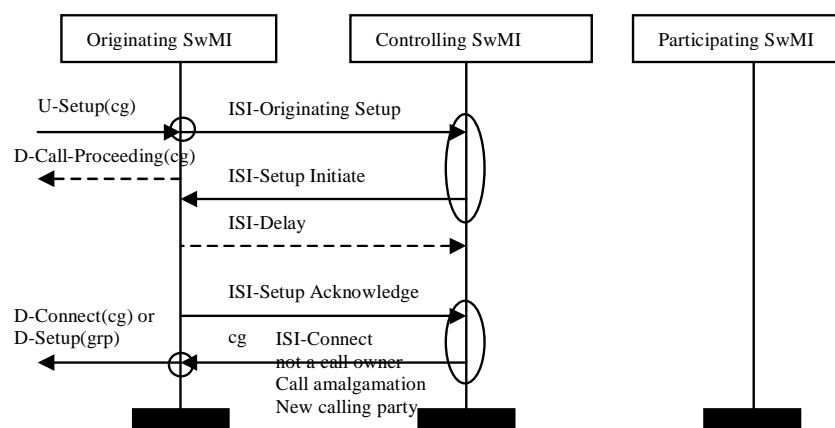 Originating SwMI
Controlling SwMI
Participating SwMI
U-Setup(cg)
ISI-Originating Setup
D-Call-Proceeding(cg)
ISI-Setup Initiate
ISI-Delay
ISI-Setup Acknowledge
D-Connect(cg) or
D-Setup(grp)
cg
ISI-Connect
not a call owner
Call amalgamation
New calling party